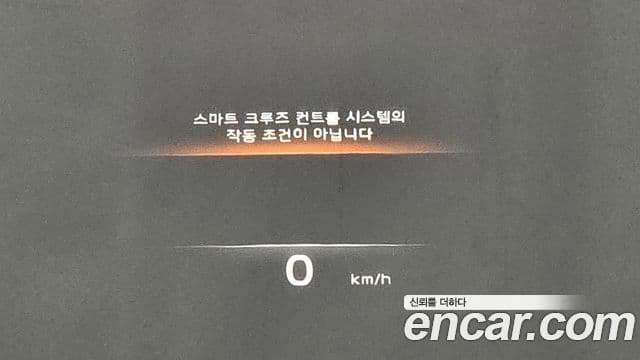 스마트 크루즈 컨트롤 시스템의
작동 조건이 아닙니다
0 km/h
신뢰를 더하다
encar.com